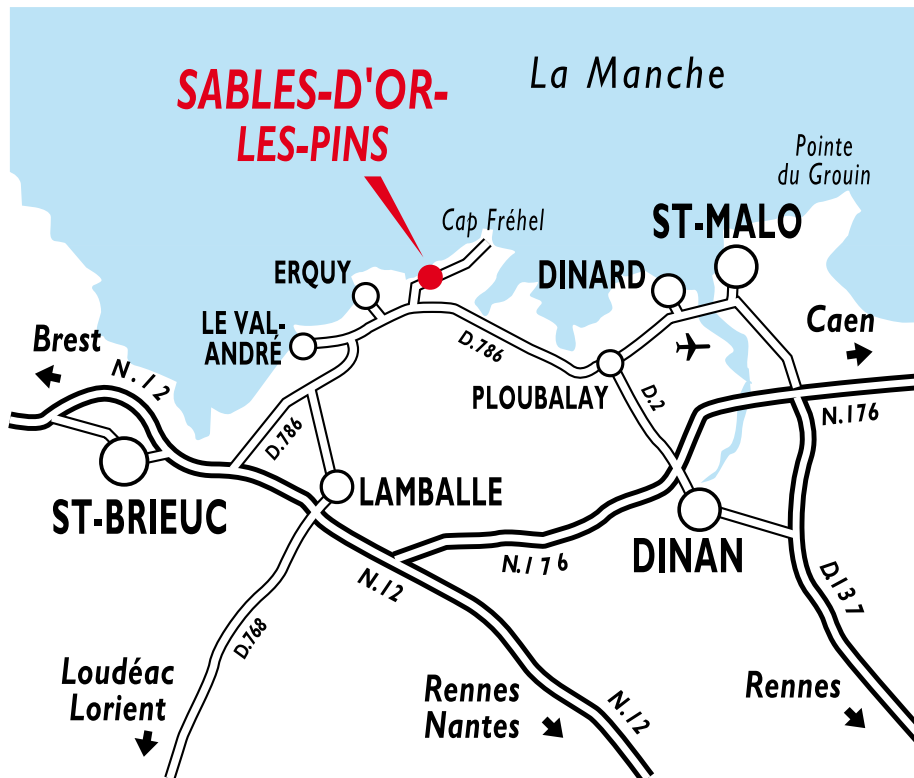 La Manche
SABLES-D'OR-
LES-PINS
Pointe
du Grouin
Cap Fréhel
ST-MALO
ERQUY
DINARD
LE VAL-
ANDRÉ
Caen
Brest
N.12
D.786
PLOUBALAY
D.2
N.176
D.786
LAMBALLE
ST-BRIEUC
DINAN
N.176
N.12
D.137
D.768
Loudéac
Lorient
Rennes
Nantes
N.12
Rennes